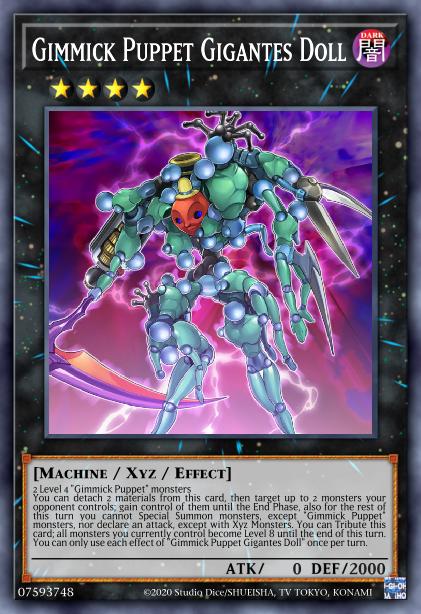 GIMMICK PUPPET GIGANTES DOLL
DARK
闇
[MACHINE / XYZ / EFFECT]
2 Level 4 "Gimmick Puppet" monsters
You can detach 2 materials from this card, then target up to 2 monsters your
opponent controls; gain control of them until the End Phase, also for the rest
of this turn you cannot Special Summon monsters, except "Gimmick Puppet"
monsters, nor declare an attack, except with Xyz Monsters. You can Tribute this
card; all monsters you currently control become Level 8 until the end of this turn.
You can only use each effect of "Gimmick Puppet Gigantes Doll" once per turn.
ATK/ 0 DEF/2000
07593748
©2020 Studio Dice/SHUEISHA, TV TOKYO, KONAMI